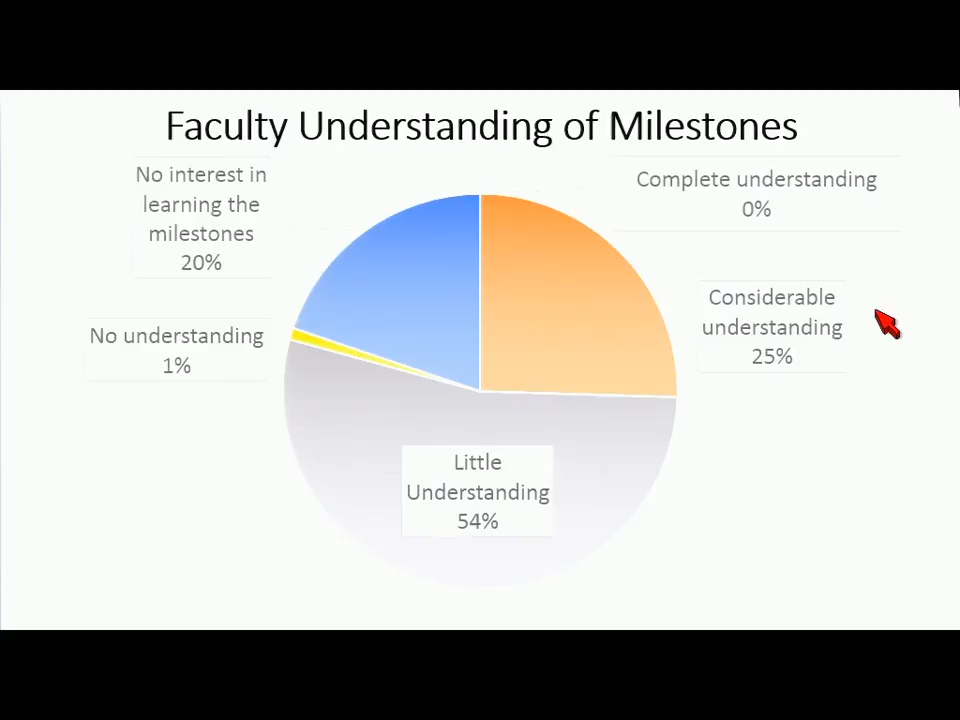 Faculty Understanding of Milestones
No interest in
learning the
milestones
20%
Complete understanding
0%
Considerable
understanding
25%
No understanding
1%
Little
Understanding
54%